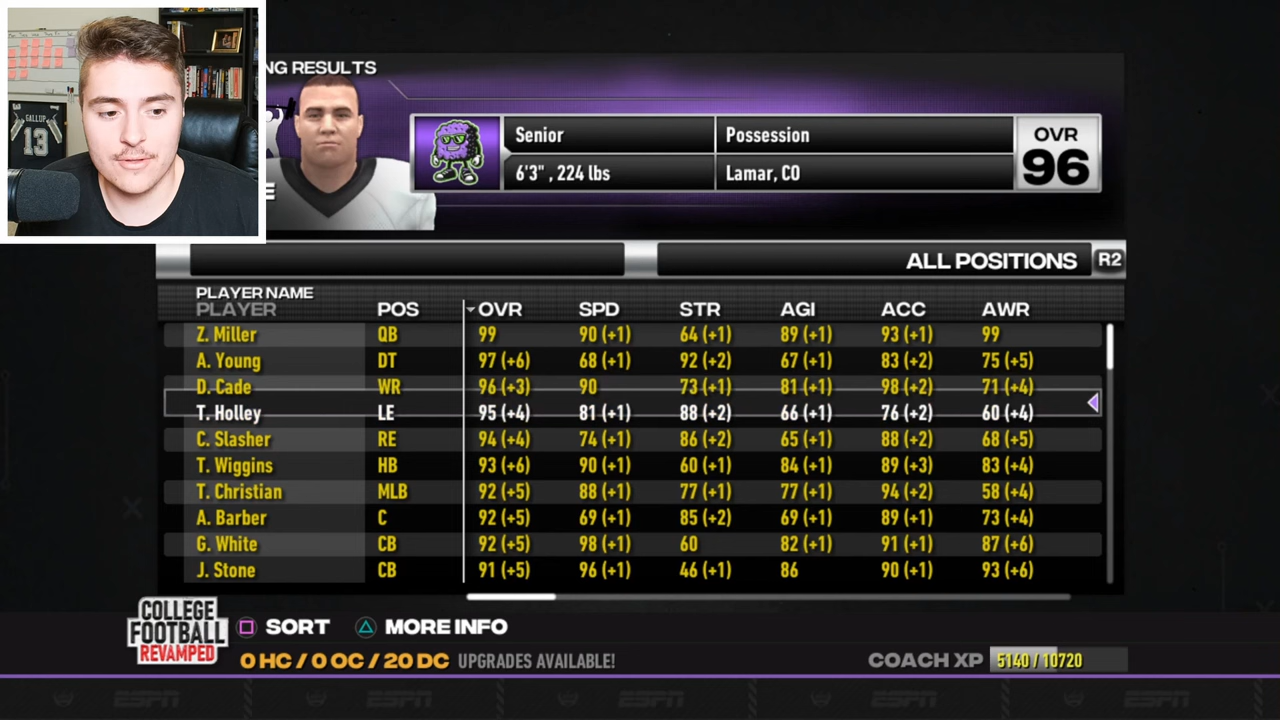 NG RESULTS
GALLUP
13
E
Senior
Possession
6'3" , 224 lbs
Lamar, CO
OVR
96
ALL POSITIONS R2
PLAYER NAME
PLAYER POS OVR SPD STR AGI ACC AWR
Z. Miller QB 99 90 (+1) 64 (+1) 89 (+1) 93 (+1) 99
A. Young DT 97 (+6) 68 (+1) 92 (+2) 67 (+1) 83 (+2) 75 (+5)
D. Cade WR 96 (+3) 90 73 (+1) 81 (+1) 98 (+2) 71 (+4)
T. Holley LE 95 (+4) 81 (+1) 88 (+2) 66 (+1) 76 (+2) 60 (+4)
C. Slasher RE 94 (+4) 74 (+1) 86 (+2) 65 (+1) 88 (+2) 68 (+5)
T. Wiggins HB 93 (+6) 90 (+1) 60 (+1) 84 (+1) 89 (+3) 83 (+4)
T. Christian MLB 92 (+5) 88 (+1) 77 (+1) 77 (+1) 94 (+2) 58 (+4)
A. Barber C 92 (+5) 69 (+1) 85 (+2) 69 (+1) 89 (+1) 73 (+4)
G. White CB 92 (+5) 98 (+1) 60 82 (+1) 91 (+1) 87 (+6)
J. Stone CB 91 (+5) 96 (+1) 46 (+1) 86 90 (+1) 93 (+6)
COLLEGE
FOOTBALL
REVAMPED
SORT MORE INFO
0 HC / 0 OC / 20 DC UPGRADES AVAILABLE!
COACH XP 5140 / 10720
ESPN ESPN ESPN ESPN ESPN